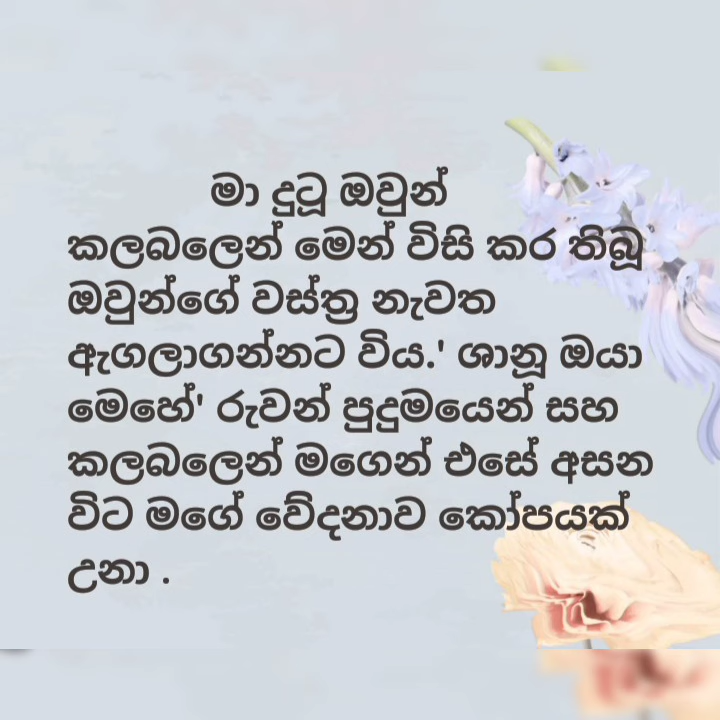 මා දුටූ ඔවුන්
කලබලෙන් මෙන් විසි කර තිබූ
ඔවුන්ගේ වස්ත්‍ර නැවත
ඇගලාගන්නට විය.' ශානූ ඔයා
මෙහේ' රුවන් පුදුමයෙන් සහ
කලබලෙන් මගෙන් එසේ අසන
විට මගේ වේදනාව කෝපයක්
උනා .